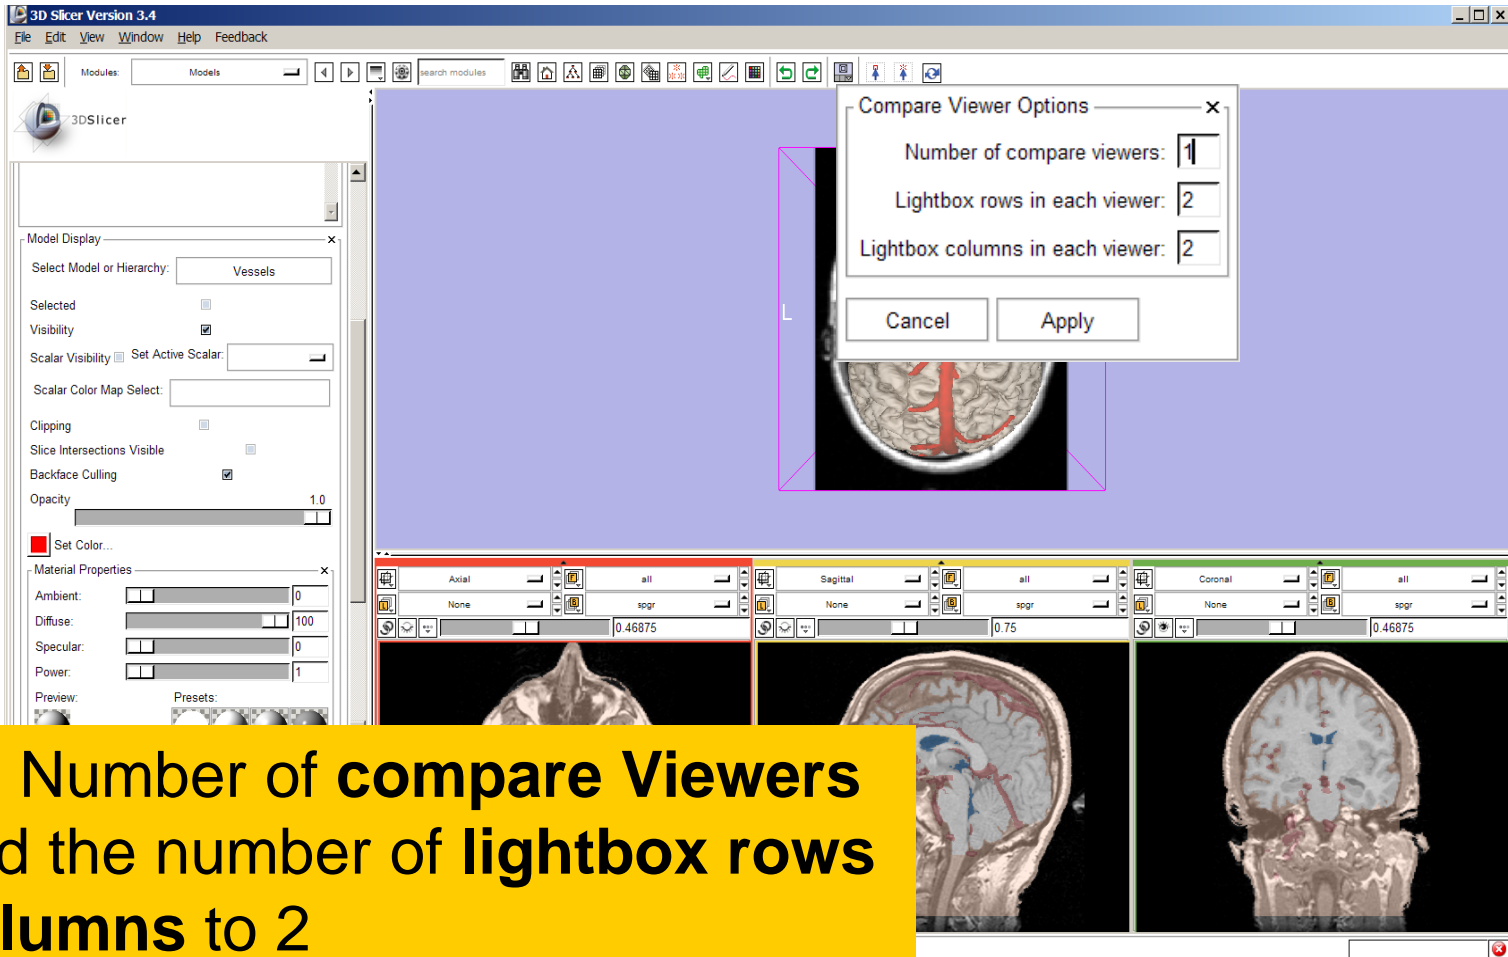 3D Slicer Version 3.4
File Edit View Window Help Feedback
Modules: Models search modules
3DSlicer
Compare Viewer Options
Number of compare viewers: 1
Lightbox rows in each viewer: 2
Lightbox columns in each viewer: 2
Cancel Apply
L
Model Display
Select Model or Hierarchy: Vessels
Selected
Visibility
Scalar Visibility Set Active Scalar:
Scalar Color Map Select:
Clipping
Slice Intersections Visible
Backface Culling
Opacity 1.0
Set Color...
Material Properties
Ambient: 0
Diffuse: 100
Specular: 0
Power: 1
Preview: Presets:
Axial all Sagittal all Coronal all
None spgr None spgr None spgr
0.46875 0.75 0.46875
Number of compare Viewers
d the number of lightbox rows
lumns to 2